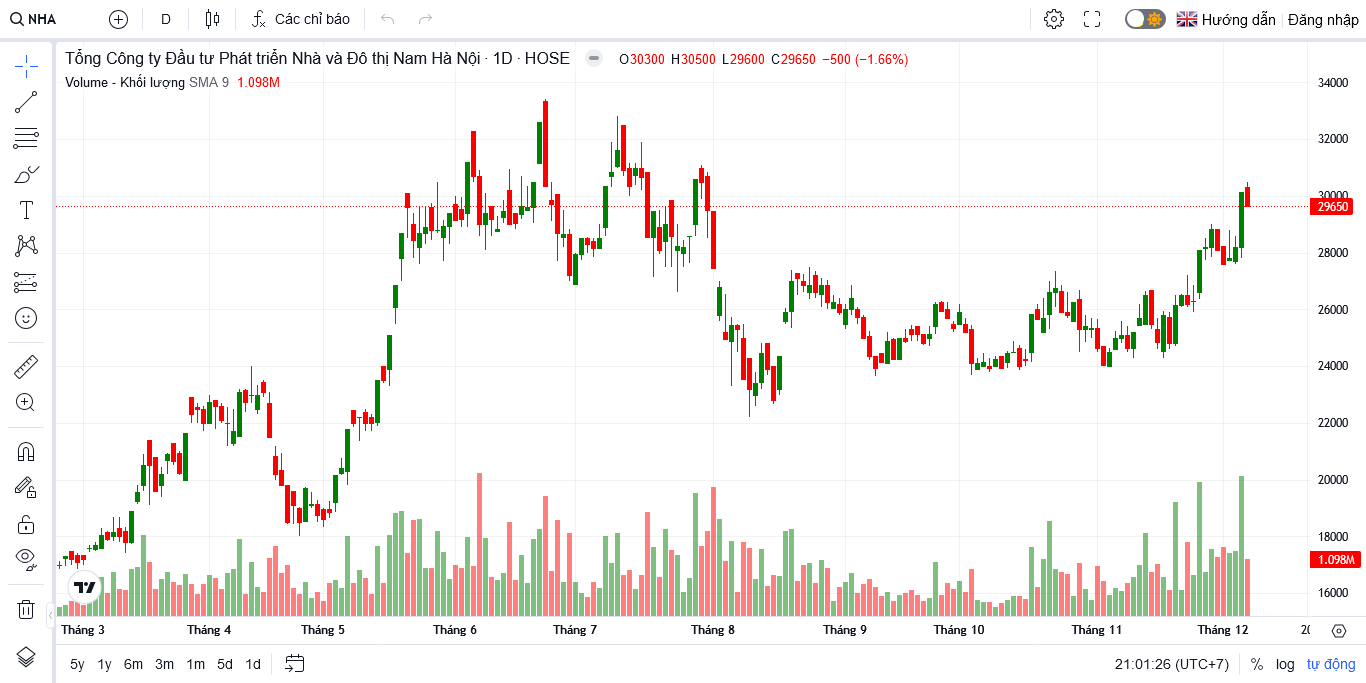 NHA D Các chỉ báo Hướng dẫn Đăng nhập
Tổng Công ty Đầu tư Phát triển Nhà và Đô thị Nam Hà Nội · 1D · HOSE O30300 H30500 L29600 C29650 −500 (−1.66%)
Volume - Khối lượng SMA 9 1.098M
34000
32000
30000
29650
28000
26000
24000
22000
20000
18000
1.098M
16000
Tháng 3 Tháng 4 Tháng 5 Tháng 6 Tháng 7 Tháng 8 Tháng 9 Tháng 10 Tháng 11 Tháng 12
5y 1y 6m 3m 1m 5d 1d 21:01:26 (UTC+7) % log tự động